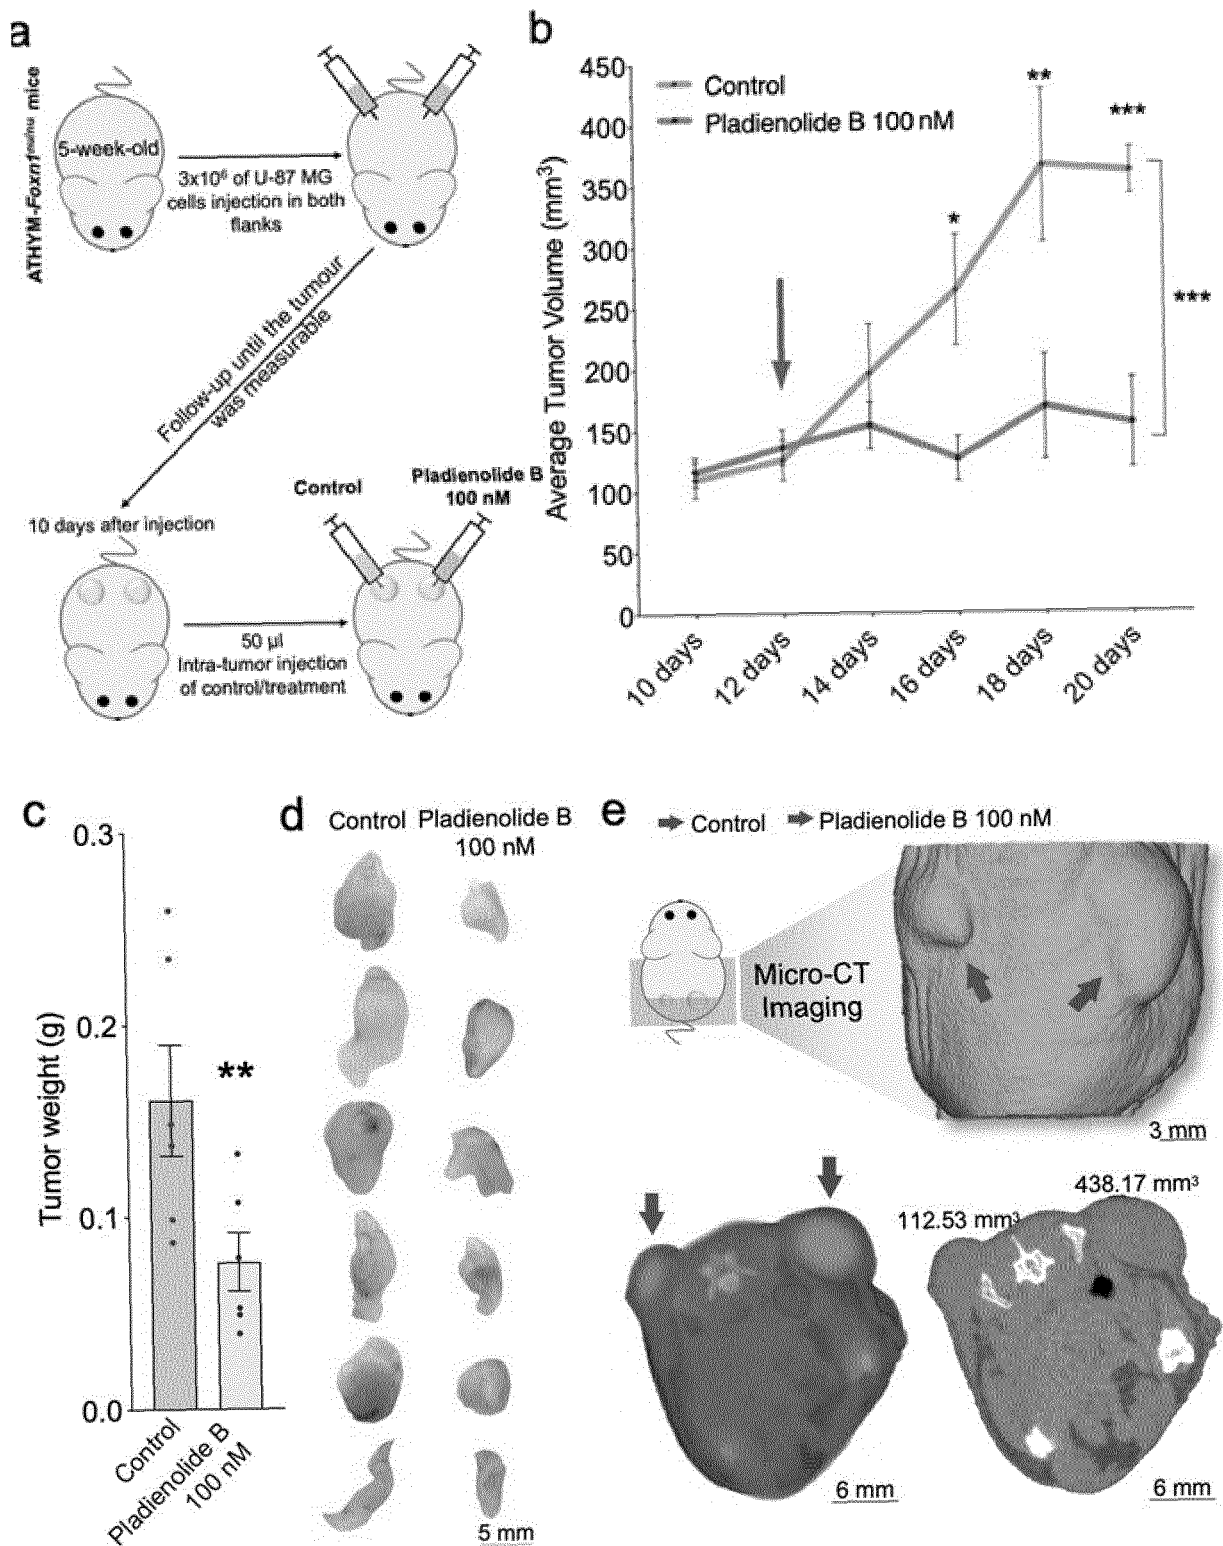 a
ATHYM-Foxn1nu/nu mice
5-week-old
3x10⁶ of U-87 MG
cells injection in both
flanks
Follow-up until the tumour
was measurable
10 days after injection
Control
Pladienolide B
100 nM
50 µl
Intra-tumor injection
of control/treatment
b
Average Tumor Volume (mm³)
450
400
350
300
250
200
150
100
50
0
Control
Pladienolide B 100 nM
*
**
***
***
10 days
12 days
14 days
16 days
18 days
20 days
c
Tumor weight (g)
0.3
0.2
0.1
0.0
**
Control
Pladienolide B
100 nM
d
Control Pladienolide B
100 nM
5 mm
e
Control Pladienolide B 100 nM
Micro-CT
Imaging
3 mm
438.17 mm³
112.53 mm³
6 mm
6 mm